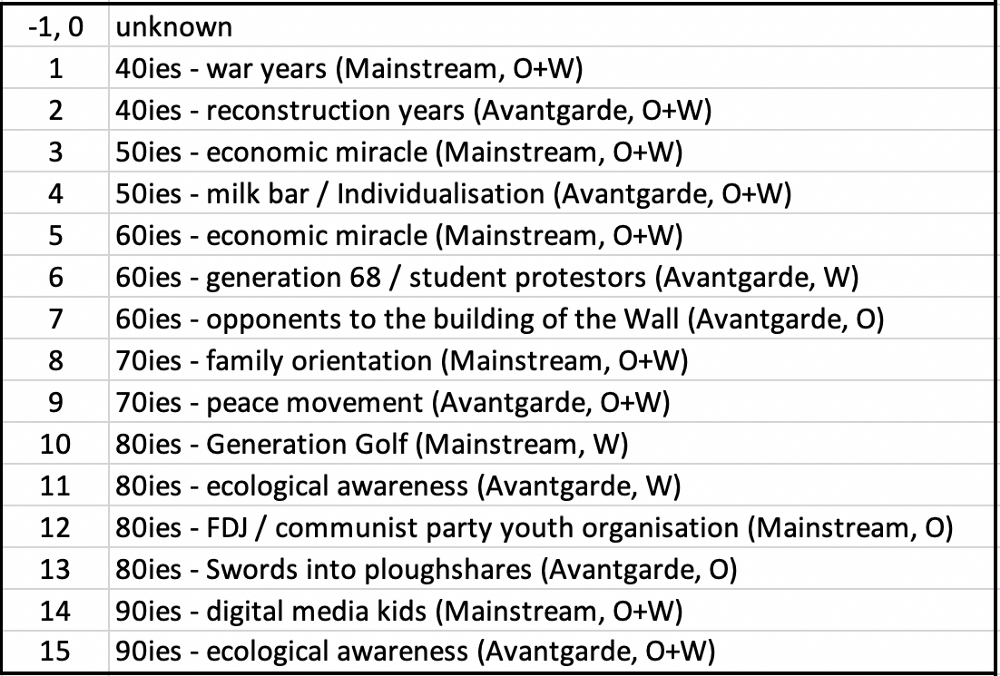 -1, 0 unknown
1 40ies - war years (Mainstream, O+W)
2 40ies - reconstruction years (Avantgarde, O+W)
3 50ies - economic miracle (Mainstream, O+W)
4 50ies - milk bar / Individualisation (Avantgarde, O+W)
5 60ies - economic miracle (Mainstream, O+W)
6 60ies - generation 68 / student protestors (Avantgarde, W)
7 60ies - opponents to the building of the Wall (Avantgarde, O)
8 70ies - family orientation (Mainstream, O+W)
9 70ies - peace movement (Avantgarde, O+W)
10 80ies - Generation Golf (Mainstream, W)
11 80ies - ecological awareness (Avantgarde, W)
12 80ies - FDJ / communist party youth organisation (Mainstream, O)
13 80ies - Swords into ploughshares (Avantgarde, O)
14 90ies - digital media kids (Mainstream, O+W)
15 90ies - ecological awareness (Avantgarde, O+W)